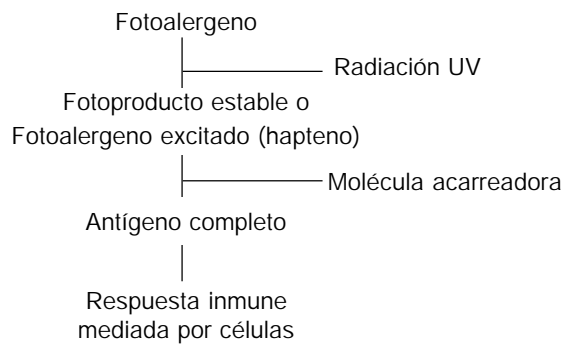 Fotoalergeno
Radiación UV
Fotoproducto estable o
Fotoalergeno excitado (hapteno)
Molécula acarreadora
Antígeno completo
Respuesta inmune
mediada por células